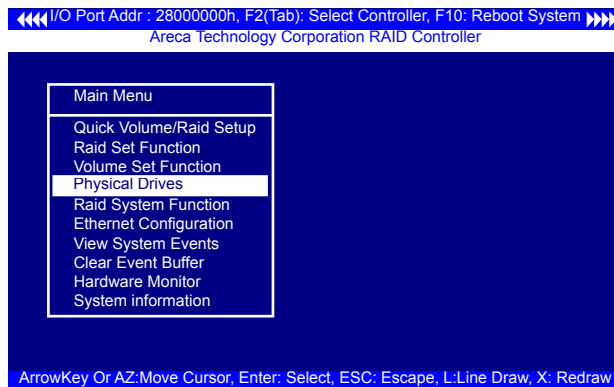 I/O Port Addr : 28000000h, F2(Tab): Select Controller, F10: Reboot System
Areca Technology Corporation RAID Controller
Main Menu
Quick Volume/Raid Setup
Raid Set Function
Volume Set Function
Physical Drives
Raid System Function
Ethernet Configuration
View System Events
Clear Event Buffer
Hardware Monitor
System information
ArrowKey Or AZ:Move Cursor, Enter: Select, ESC: Escape, L:Line Draw, X: Redraw